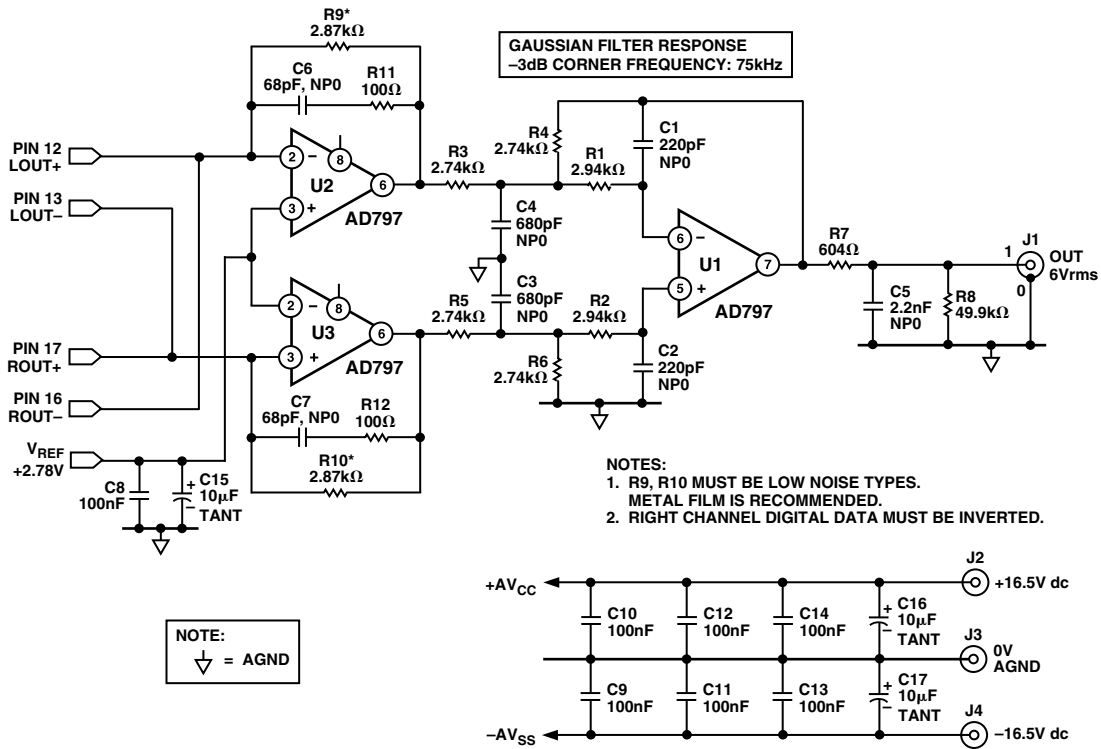 R9*
2.87kΩ
C6
68pF, NP0
R11
100Ω
GAUSSIAN FILTER RESPONSE
–3dB CORNER FREQUENCY: 75kHz
PIN 12
LOUT+
PIN 13
LOUT–
2
–
8
U2
6
3
+
AD797
R3
2.74kΩ
R4
2.74kΩ
R1
2.94kΩ
C1
220pF
NP0
C4
680pF
NP0
C3
680pF
NP0
6
–
U1
7
5
+
AD797
R7
604Ω
1
J1
OUT
6Vrms
0
C5
2.2nF
NP0
R8
49.9kΩ
2
–
8
U3
6
3
+
AD797
R5
2.74kΩ
R2
2.94kΩ
R6
2.74kΩ
C2
220pF
NP0
PIN 17
ROUT+
PIN 16
ROUT–
C7
68pF, NP0
R12
100Ω
R10*
2.87kΩ
VREF
+2.78V
C8
100nF
+
–
C15
10μF
TANT
NOTES:
1. R9, R10 MUST BE LOW NOISE TYPES.
METAL FILM IS RECOMMENDED.
2. RIGHT CHANNEL DIGITAL DATA MUST BE INVERTED.
NOTE:
= AGND
+AVCC
J2
+16.5V dc
C10
100nF
C12
100nF
C14
100nF
+
–
C16
10μF
TANT
J3
0V
AGND
C9
100nF
C11
100nF
C13
100nF
+
–
C17
10μF
TANT
–AVSS
J4
–16.5V dc